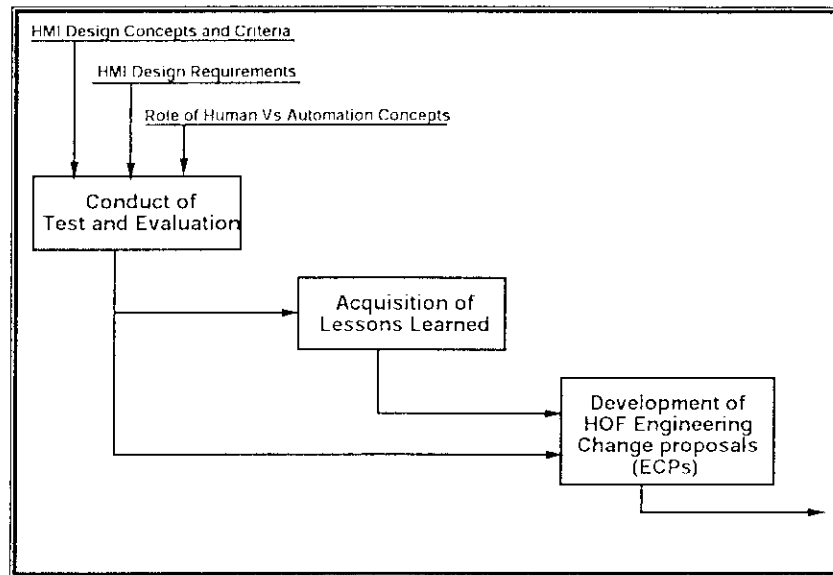 HMI Design Concepts and Criteria
HMI Design Requirements
Role of Human Vs Automation Concepts
Conduct of
Test and Evaluation
Acquisition of
Lessons Learned
Development of
HOF Engineering
Change proposals
(ECPs)